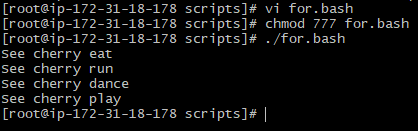 [root@ip-172-31-18-178 scripts]# vi for.bash
[root@ip-172-31-18-178 scripts]# chmod 777 for.bash
[root@ip-172-31-18-178 scripts]# ./for.bash
See cherry eat
See cherry run
See cherry dance
See cherry play
[root@ip-172-31-18-178 scripts]#